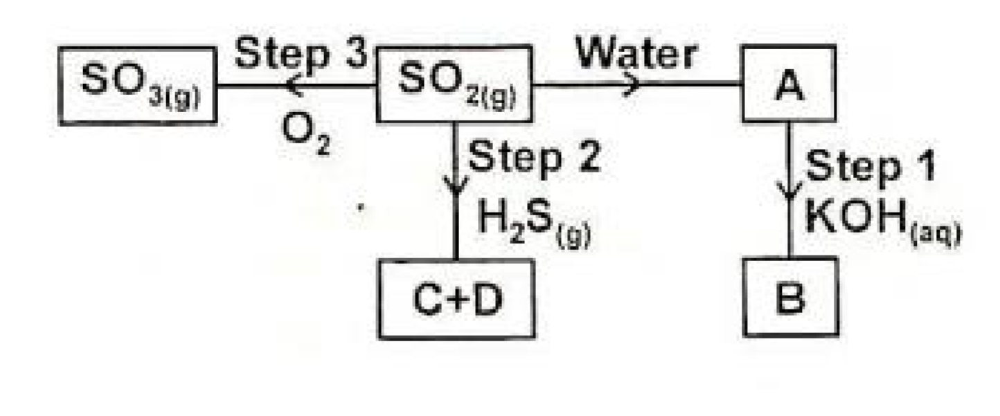 Step 3
Water
SO3(g)
SO2(g)
A
O2
Step 2
Step 1
H2S(g)
KOH(aq)
C+D
B